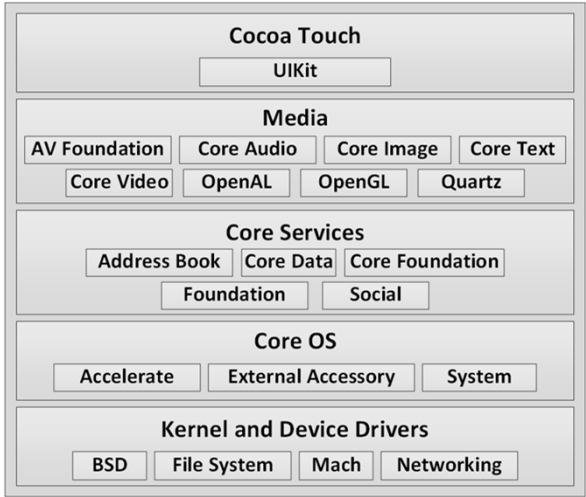 Cocoa Touch
UIKit
Media
AV Foundation Core Audio Core Image Core Text
Core Video OpenAL OpenGL Quartz
Core Services
Address Book Core Data Core Foundation
Foundation Social
Core OS
Accelerate External Accessory System
Kernel and Device Drivers
BSD File System Mach Networking